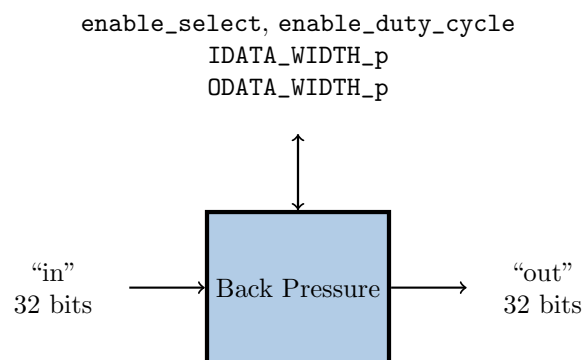 enable_select, enable_duty_cycle
IDATA_WIDTH_p
ODATA_WIDTH_p
“in”
32 bits
Back Pressure
“out”
32 bits